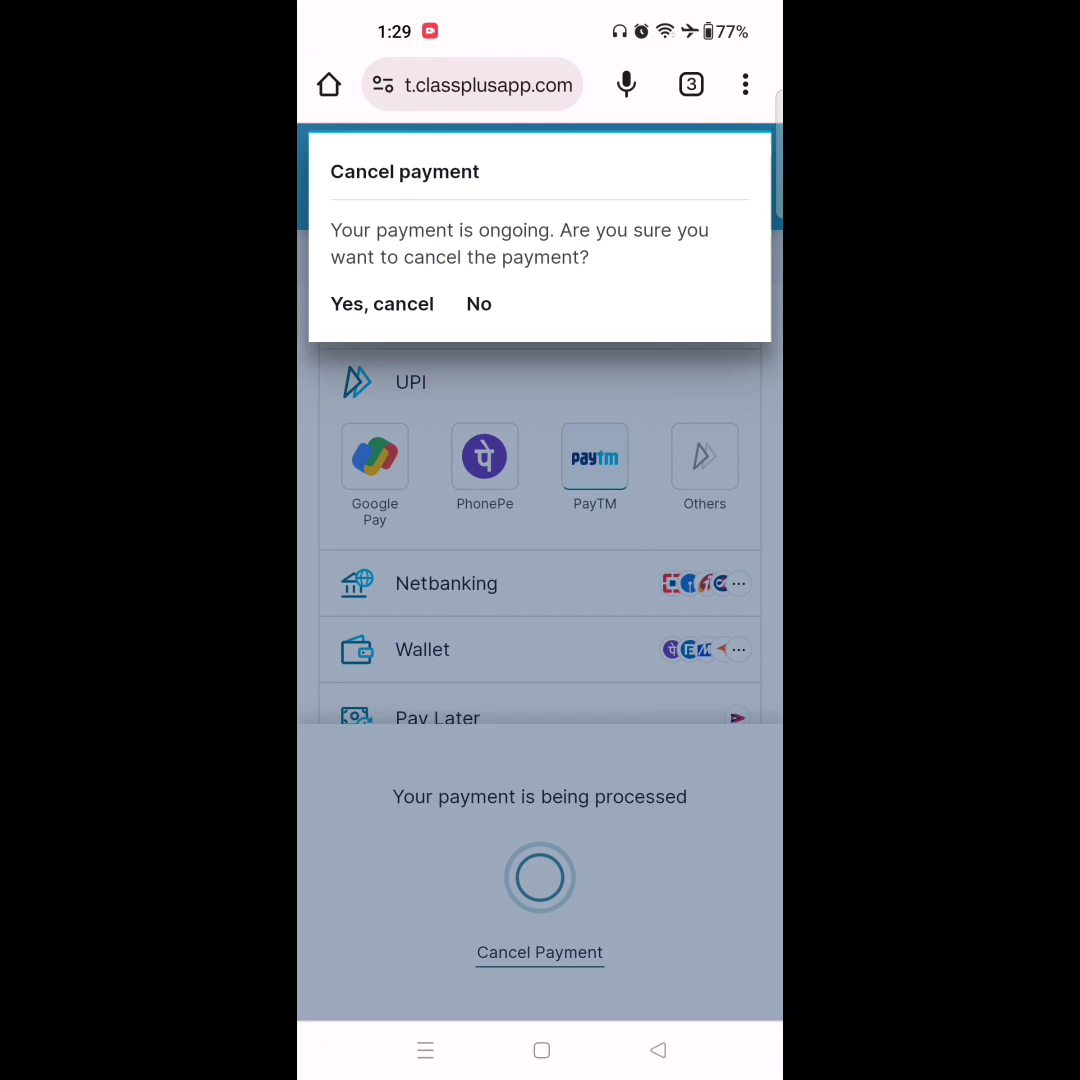 1:29
77%
t.classplusapp.com
3
Cancel payment
Your payment is ongoing. Are you sure you
want to cancel the payment?
Yes, cancel No
UPI
पे
paytm
Google
Pay
PhonePe
PayTM
Others
Netbanking
Wallet
Pay Later
Your payment is being processed
Cancel Payment